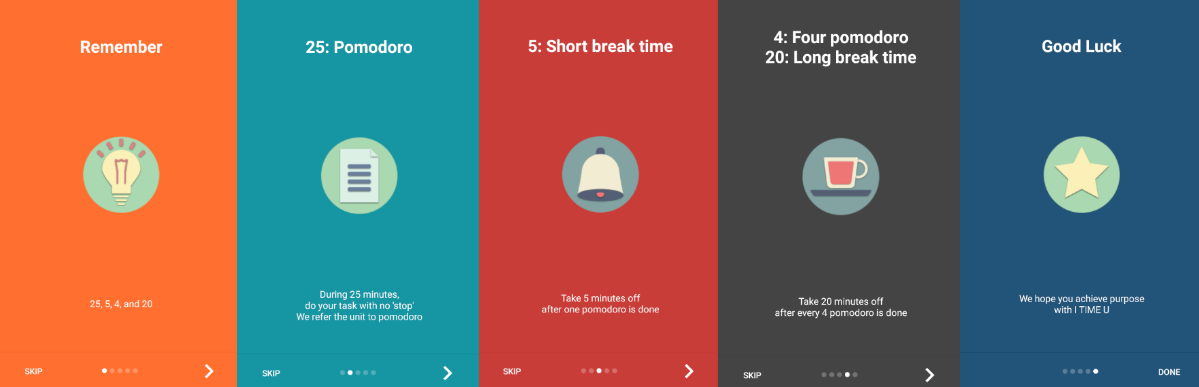 Remember
25, 5, 4, and 20
SKIP
25: Pomodoro
During 25 minutes,
do your task with no 'stop'
We refer the unit to pomodoro
SKIP
5: Short break time
Take 5 minutes off
after one pomodoro is done
SKIP
4: Four pomodoro
20: Long break time
Take 20 minutes off
after every 4 pomodoro is done
SKIP
Good Luck
We hope you achieve purpose
with I TIME U
DONE